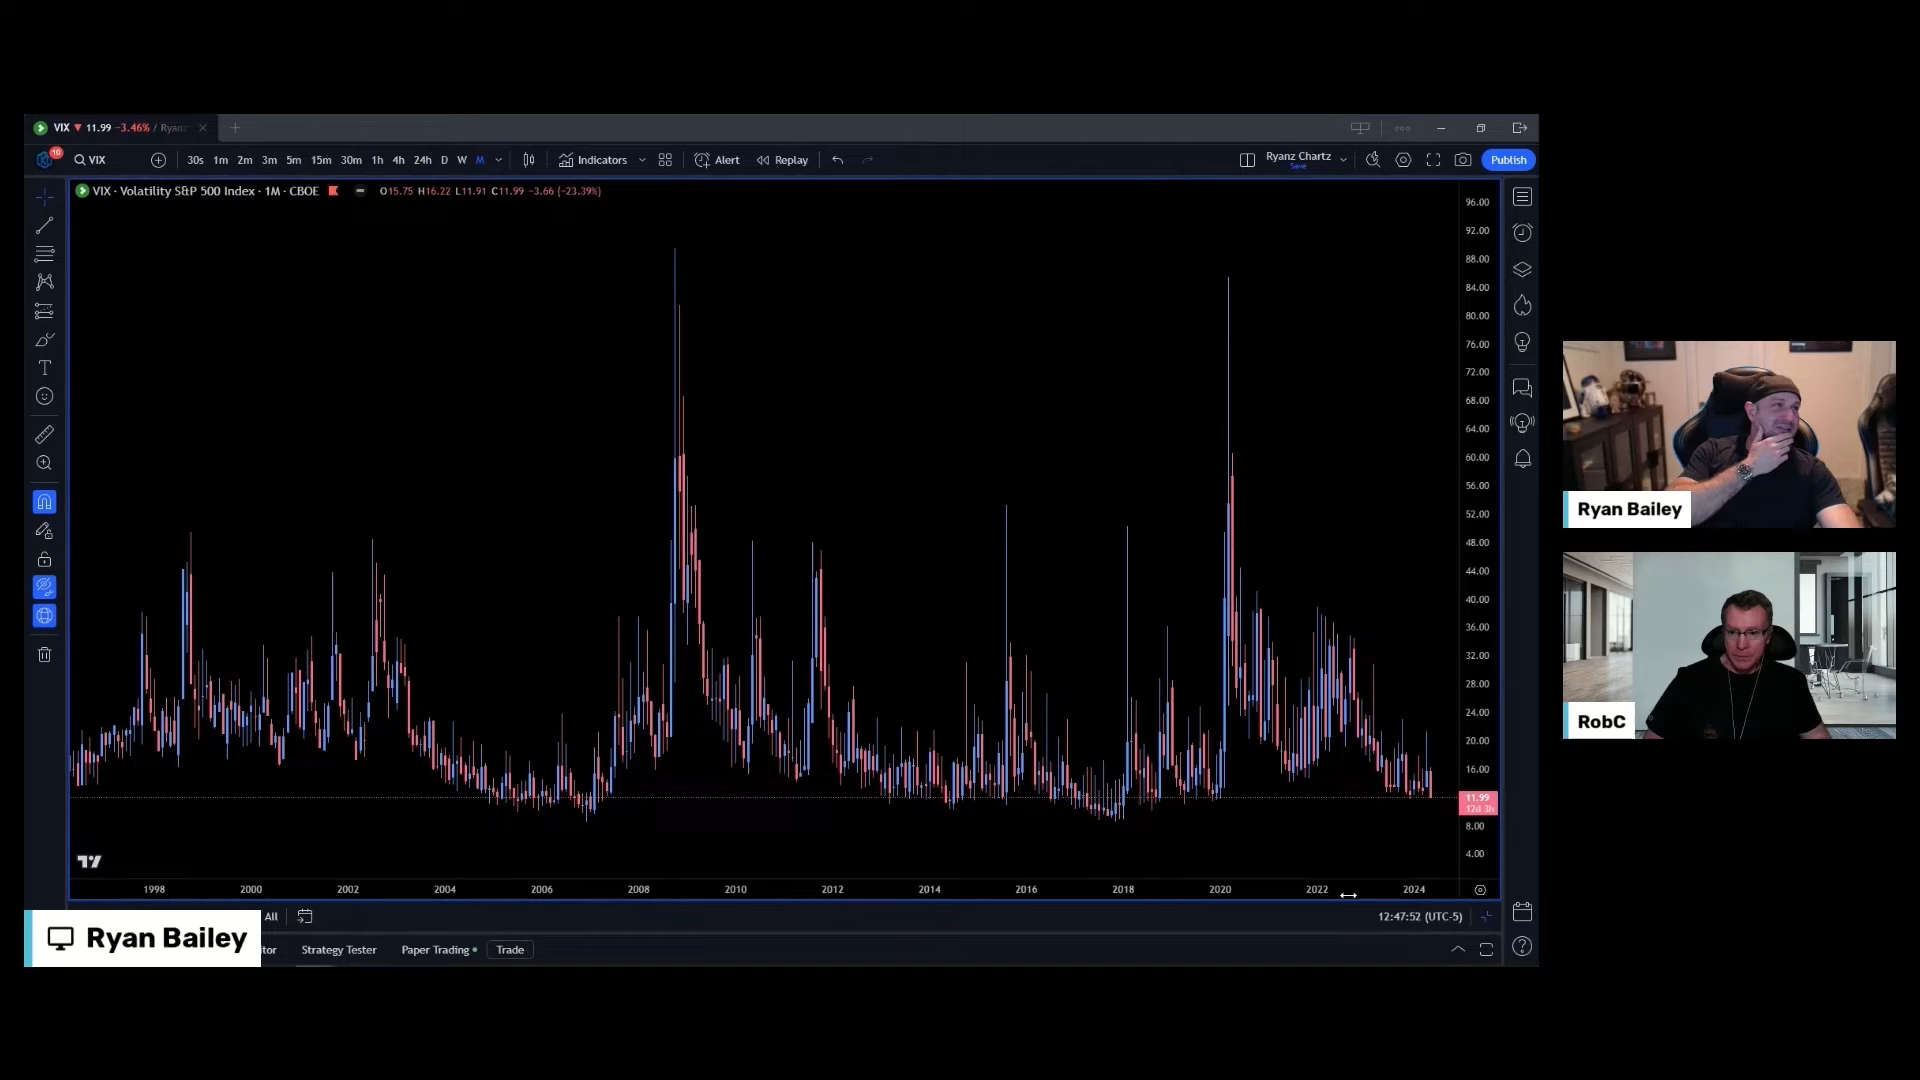 VIX ▼ 11.99 −3.46% / Ryanz
10
VIX
30s 1m 2m 3m 5m 15m 30m 1h 4h 24h D W M
Indicators
Alert
Replay
Ryanz Chartz
Save
Publish
VIX · Volatility S&P 500 Index · 1M · CBOE
O15.75 H16.22 L11.91 C11.99 −3.66 (−23.39%)
96.00
92.00
88.00
84.00
80.00
76.00
72.00
68.00
64.00
60.00
56.00
52.00
48.00
44.00
40.00
36.00
32.00
28.00
24.00
20.00
16.00
11.99
12d 3h
8.00
4.00
1998 2000 2002 2004 2006 2008 2010 2012 2014 2016 2018 2020 2022 2024
All
12:47:52 (UTC-5)
Ryan Bailey
tor
Strategy Tester
Paper Trading
Trade
Ryan Bailey
RobC